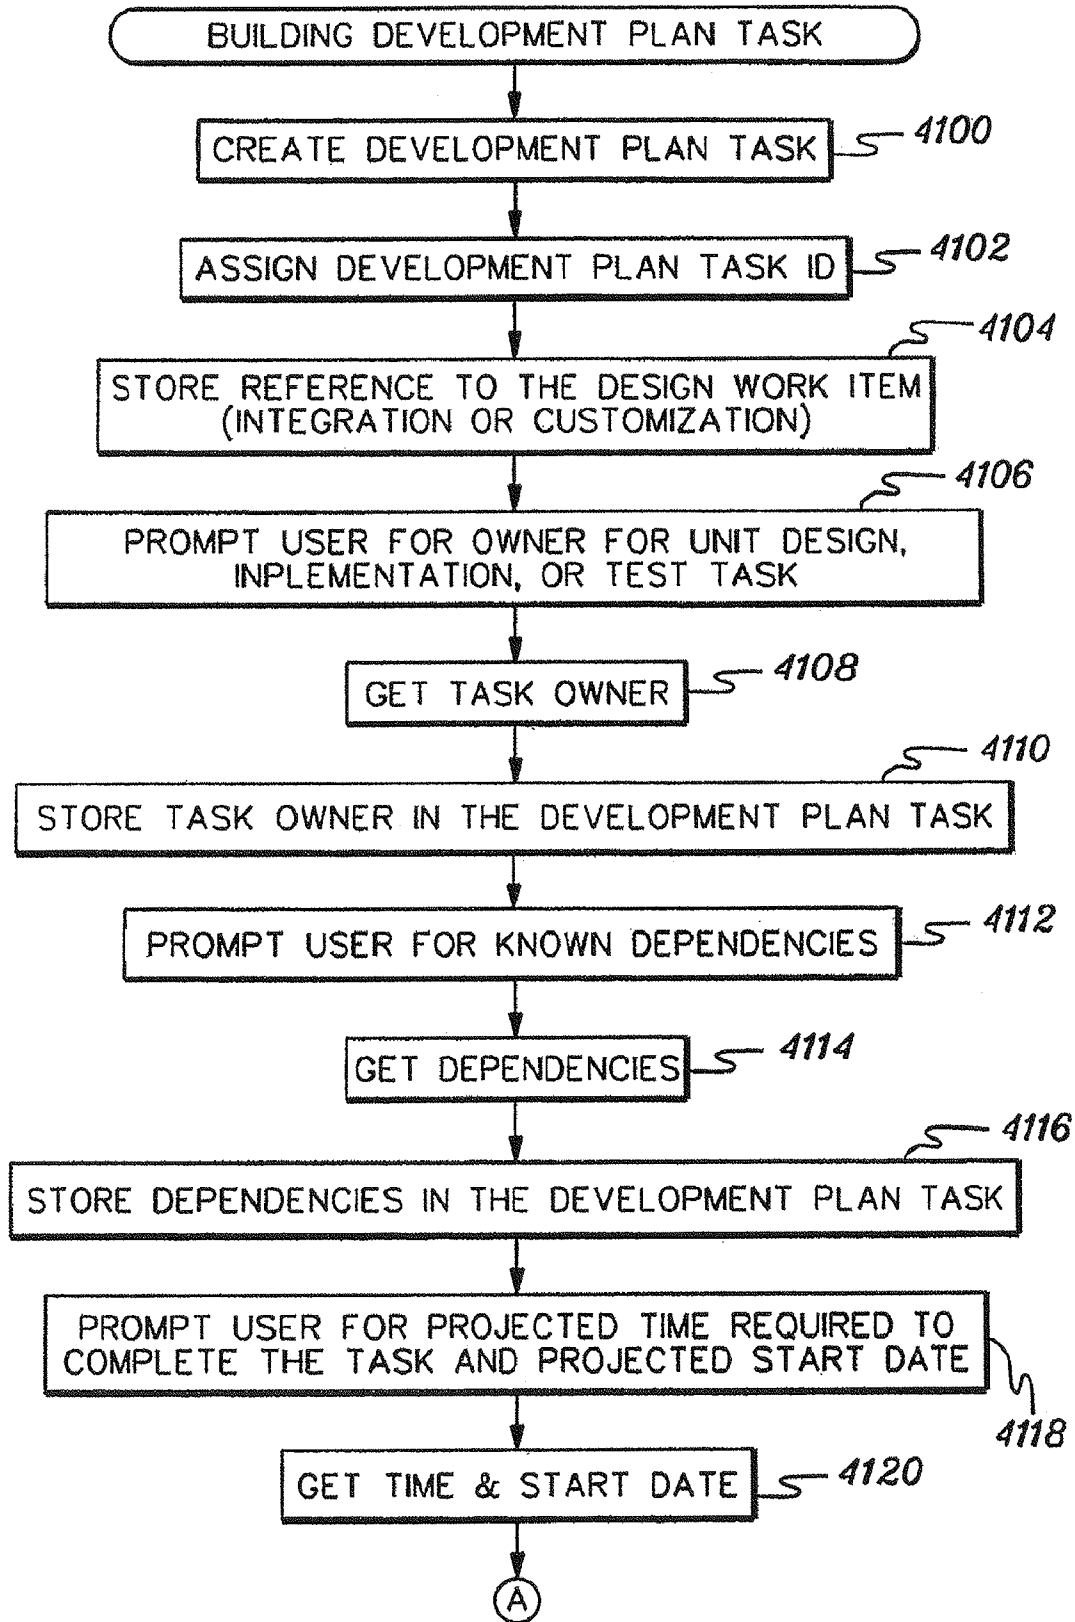 BUILDING DEVELOPMENT PLAN TASK
CREATE DEVELOPMENT PLAN TASK
4100
ASSIGN DEVELOPMENT PLAN TASK ID
4102
4104
STORE REFERENCE TO THE DESIGN WORK ITEM
(INTEGRATION OR CUSTOMIZATION)
4106
PROMPT USER FOR OWNER FOR UNIT DESIGN,
INPLEMENTATION, OR TEST TASK
GET TASK OWNER
4108
4110
STORE TASK OWNER IN THE DEVELOPMENT PLAN TASK
PROMPT USER FOR KNOWN DEPENDENCIES
4112
GET DEPENDENCIES
4114
4116
STORE DEPENDENCIES IN THE DEVELOPMENT PLAN TASK
PROMPT USER FOR PROJECTED TIME REQUIRED TO
COMPLETE THE TASK AND PROJECTED START DATE
4118
GET TIME & START DATE
4120
A